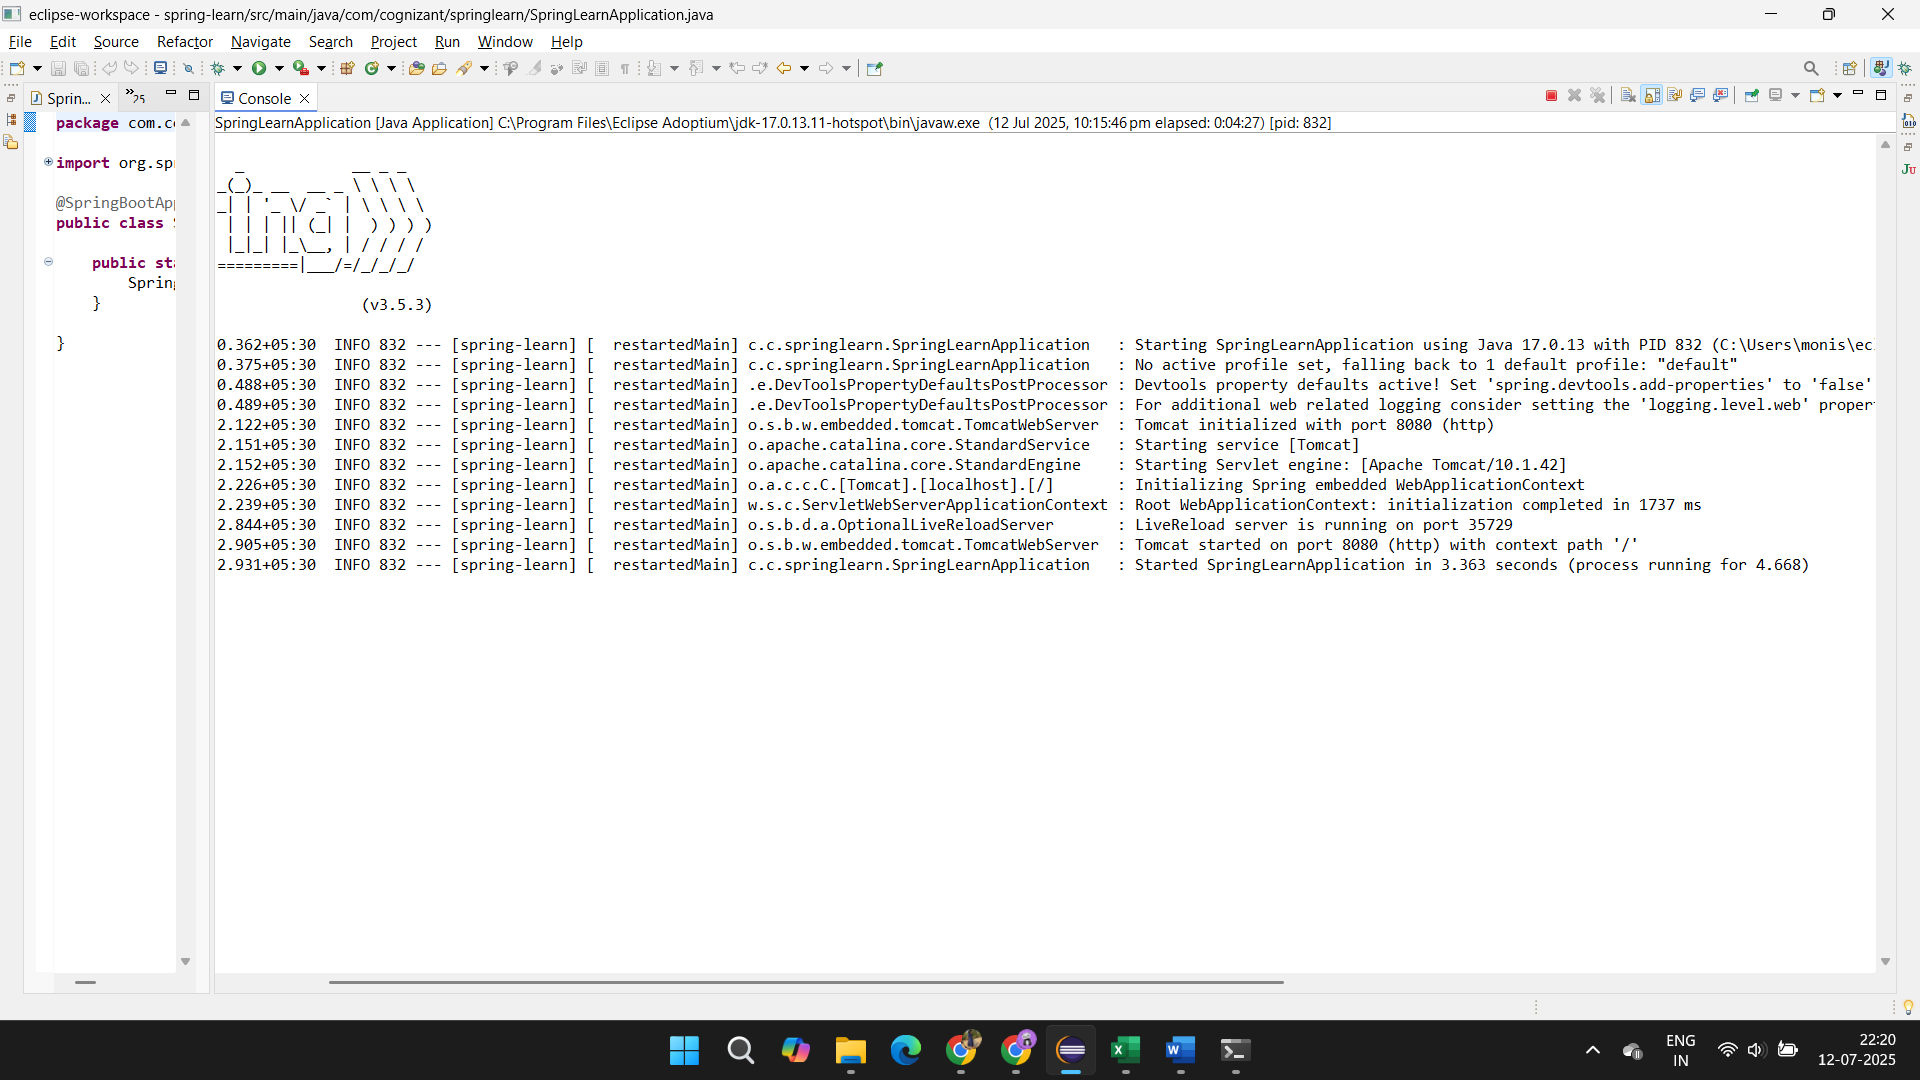 eclipse-workspace - spring-learn/src/main/java/com/cognizant/springlearn/SpringLearnApplication.java
File Edit Source Refactor Navigate Search Project Run Window Help
Sprin... 25
Console
SpringLearnApplication [Java Application] C:\Program Files\Eclipse Adoptium\jdk-17.0.13.11-hotspot\bin\javaw.exe (12 Jul 2025, 10:15:46 pm elapsed: 0:04:27) [pid: 832]
package com.c
import org.sp
@SpringBootAp
public class
public st
Sprin
}
}
(v3.5.3)
0.362+05:30 INFO 832 --- [spring-learn] [ restartedMain] c.c.springlearn.SpringLearnApplication : Starting SpringLearnApplication using Java 17.0.13 with PID 832 (C:\Users\monis\ec
0.375+05:30 INFO 832 --- [spring-learn] [ restartedMain] c.c.springlearn.SpringLearnApplication : No active profile set, falling back to 1 default profile: "default"
0.488+05:30 INFO 832 --- [spring-learn] [ restartedMain] .e.DevToolsPropertyDefaultsPostProcessor : Devtools property defaults active! Set 'spring.devtools.add-properties' to 'false'
0.489+05:30 INFO 832 --- [spring-learn] [ restartedMain] .e.DevToolsPropertyDefaultsPostProcessor : For additional web related logging consider setting the 'logging.level.web' proper
2.122+05:30 INFO 832 --- [spring-learn] [ restartedMain] o.s.b.w.embedded.tomcat.TomcatWebServer : Tomcat initialized with port 8080 (http)
2.151+05:30 INFO 832 --- [spring-learn] [ restartedMain] o.apache.catalina.core.StandardService : Starting service [Tomcat]
2.152+05:30 INFO 832 --- [spring-learn] [ restartedMain] o.apache.catalina.core.StandardEngine : Starting Servlet engine: [Apache Tomcat/10.1.42]
2.226+05:30 INFO 832 --- [spring-learn] [ restartedMain] o.a.c.c.C.[Tomcat].[localhost].[/] : Initializing Spring embedded WebApplicationContext
2.239+05:30 INFO 832 --- [spring-learn] [ restartedMain] w.s.c.ServletWebServerApplicationContext : Root WebApplicationContext: initialization completed in 1737 ms
2.844+05:30 INFO 832 --- [spring-learn] [ restartedMain] o.s.b.d.a.OptionalLiveReloadServer : LiveReload server is running on port 35729
2.905+05:30 INFO 832 --- [spring-learn] [ restartedMain] o.s.b.w.embedded.tomcat.TomcatWebServer : Tomcat started on port 8080 (http) with context path '/'
2.931+05:30 INFO 832 --- [spring-learn] [ restartedMain] c.c.springlearn.SpringLearnApplication : Started SpringLearnApplication in 3.363 seconds (process running for 4.668)
ENG
IN
22:20
12-07-2025